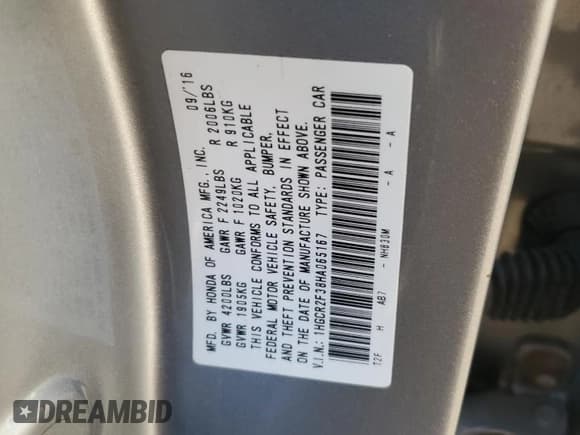 MFD. BY HONDA OF AMERICA MFG., INC. 09/'16
GVWR 4200LBS GAWR F 2249LBS R 2006LBS
GVWR 1905KG GAWR F 1020KG R 910KG
THIS VEHICLE CONFORMS TO ALL APPLICABLE
FEDERAL MOTOR VEHICLE SAFETY, BUMPER,
AND THEFT PREVENTION STANDARDS IN EFFECT
ON THE DATE OF MANUFACTURE SHOWN ABOVE.
V.I.N.: 1HGCR2F38HA065167 TYPE: PASSENGER CAR
T2F H AB7 - NH830M - A - A
DREAMBID